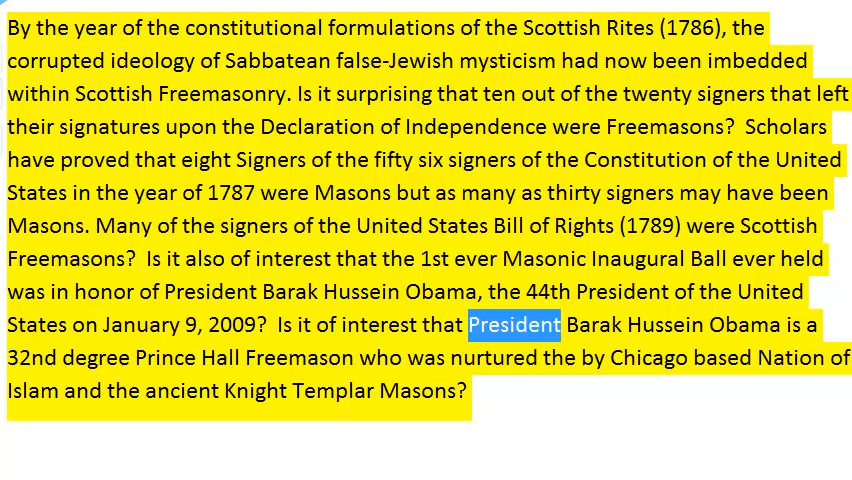 By the year of the constitutional formulations of the Scottish Rites (1786), the
corrupted ideology of Sabbatean false-Jewish mysticism had now been imbedded
within Scottish Freemasonry. Is it surprising that ten out of the twenty signers that left
their signatures upon the Declaration of Independence were Freemasons?  Scholars
have proved that eight Signers of the fifty six signers of the Constitution of the United
States in the year of 1787 were Masons but as many as thirty signers may have been
Masons. Many of the signers of the United States Bill of Rights (1789) were Scottish
Freemasons?  Is it also of interest that the 1st ever Masonic Inaugural Ball ever held
was in honor of President Barak Hussein Obama, the 44th President of the United
States on January 9, 2009?  Is it of interest that President Barak Hussein Obama is a
32nd degree Prince Hall Freemason who was nurtured the by Chicago based Nation of
Islam and the ancient Knight Templar Masons?